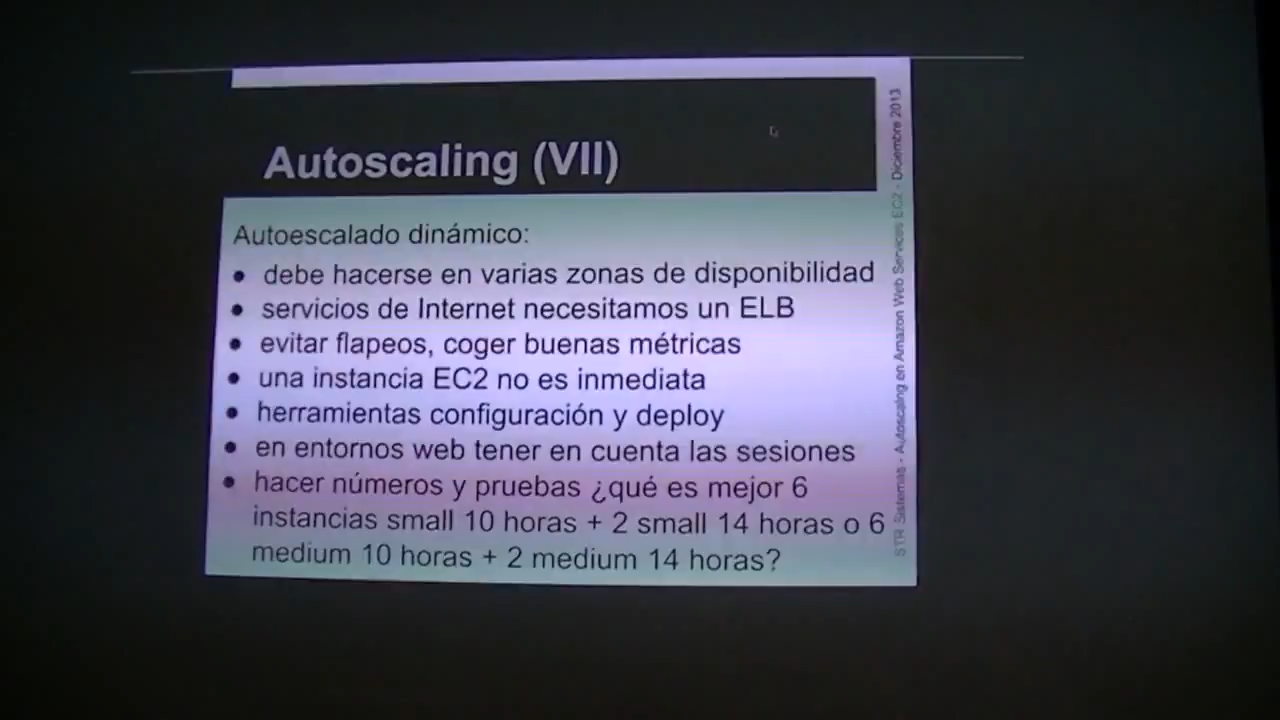 Autoscaling (VII)
Autoescalado dinámico:
● debe hacerse en varias zonas de disponibilidad
● servicios de Internet necesitamos un ELB
● evitar flapeos, coger buenas métricas
● una instancia EC2 no es inmediata
● herramientas configuración y deploy
● en entornos web tener en cuenta las sesiones
● hacer números y pruebas ¿qué es mejor 6
instancias small 10 horas + 2 small 14 horas o 6
medium 10 horas + 2 medium 14 horas?
STR Sistemas - Autoscaling en Amazon Web Services EC2 - Diciembre 2013